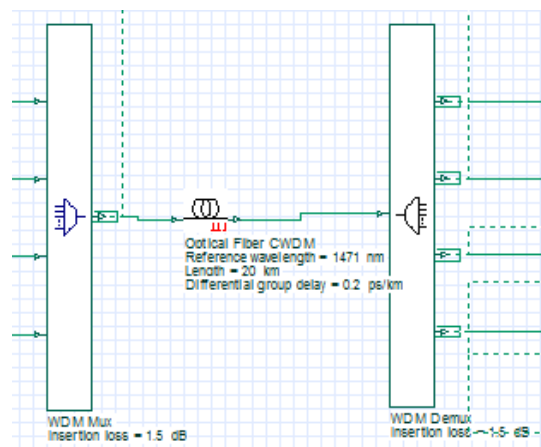 Optical Fiber CWDM
Reference wavelength = 1471 nm
Length = 20 km
Differential group delay = 0.2 ps/km
WDM Mux
Insertion loss = 1.5 dB
WDM Demux
Insertion loss = 1.5 dB